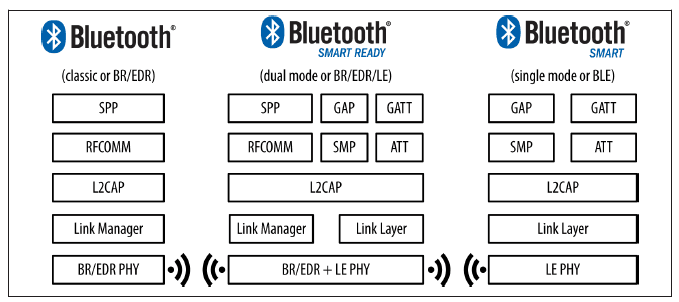 Bluetooth®
(classic or BR/EDR)
SPP
RFCOMM
L2CAP
Link Manager
BR/EDR PHY
Bluetooth®
SMART READY
(dual mode or BR/EDR/LE)
SPP GAP GATT
RFCOMM SMP ATT
L2CAP
Link Manager Link Layer
BR/EDR + LE PHY
Bluetooth®
SMART
(single mode or BLE)
GAP GATT
SMP ATT
L2CAP
Link Layer
LE PHY